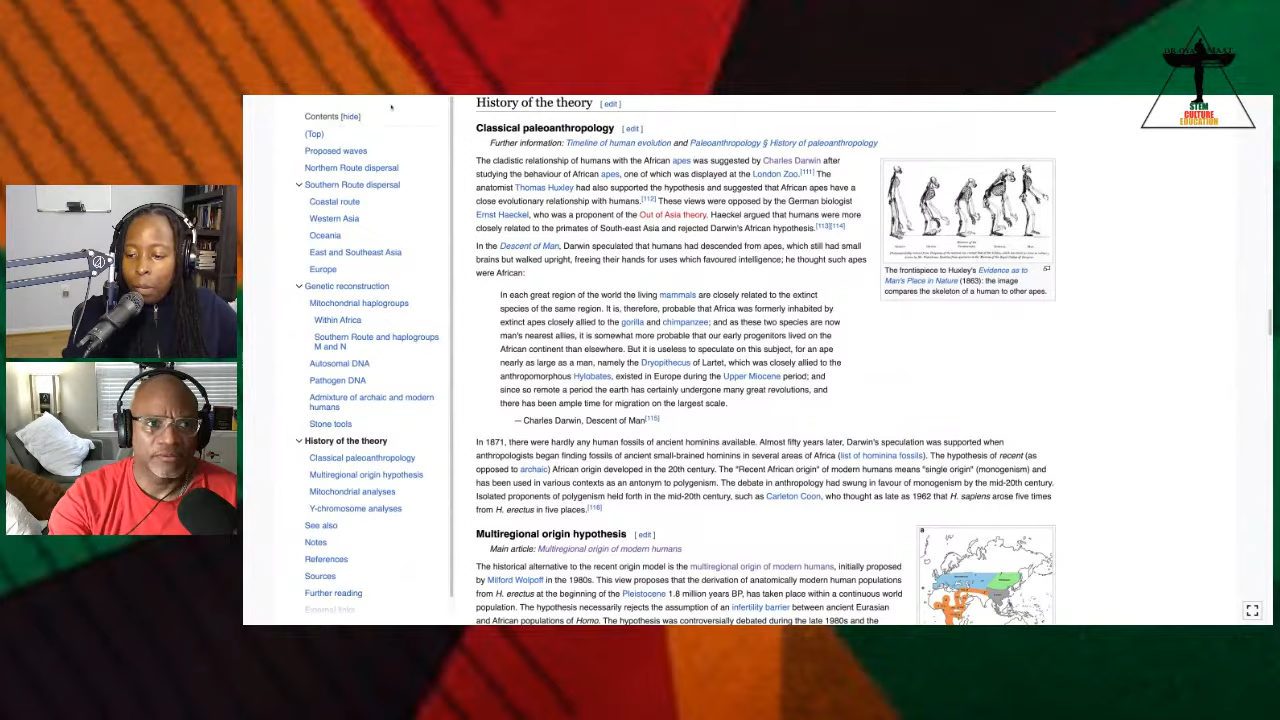 STEM
CULTURE
EDUCATION
Contents [hide]
(Top)
Proposed waves
Northern Route dispersal
Southern Route dispersal
Coastal route
Western Asia
Oceania
East and Southeast Asia
Europe
Genetic reconstruction
Mitochondrial haplogroups
Within Africa
Southern Route and haplogroups
M and N
Autosomal DNA
Pathogen DNA
Admixture of archaic and modern
humans
Stone tools
History of the theory
Classical paleoanthropology
Multiregional origin hypothesis
Mitochondrial analyses
Y-chromosome analyses
See also
Notes
References
Sources
Further reading
External links
History of the theory [ edit ]
Classical paleoanthropology [ edit ]
Further information: Timeline of human evolution and Paleoanthropology § History of paleoanthropology
The cladistic relationship of humans with the African apes was suggested by Charles Darwin after
studying the behaviour of African apes, one of which was displayed at the London Zoo.[111] The
anatomist Thomas Huxley had also supported the hypothesis and suggested that African apes have a
close evolutionary relationship with humans.[112] These views were opposed by the German biologist
Ernst Haeckel, who was a proponent of the Out of Asia theory. Haeckel argued that humans were more
closely related to the primates of South-east Asia and rejected Darwin's African hypothesis.[113][114]
In the Descent of Man, Darwin speculated that humans had descended from apes, which still had small
brains but walked upright, freeing their hands for uses which favoured intelligence; he thought such apes
were African:
In each great region of the world the living mammals are closely related to the extinct
species of the same region. It is, therefore, probable that Africa was formerly inhabited by
extinct apes closely allied to the gorilla and chimpanzee; and as these two species are now
man's nearest allies, it is somewhat more probable that our early progenitors lived on the
African continent than elsewhere. But it is useless to speculate on this subject, for an ape
nearly as large as a man, namely the Dryopithecus of Lartet, which was closely allied to the
anthropomorphous Hylobates, existed in Europe during the Upper Miocene period; and
since so remote a period the earth has certainly undergone many great revolutions, and
there has been ample time for migration on the largest scale.
— Charles Darwin, Descent of Man[115]
The frontispiece to Huxley's Evidence as to
Man's Place in Nature (1863): the image
compares the skeleton of a human to other apes.
In 1871, there were hardly any human fossils of ancient hominins available. Almost fifty years later, Darwin's speculation was supported when
anthropologists began finding fossils of ancient small-brained hominins in several areas of Africa (list of hominina fossils). The hypothesis of recent (as
opposed to archaic) African origin developed in the 20th century. The "Recent African origin" of modern humans means "single origin" (monogenism) and
has been used in various contexts as an antonym to polygenism. The debate in anthropology had swung in favour of monogenism by the mid-20th century.
Isolated proponents of polygenism held forth in the mid-20th century, such as Carleton Coon, who thought as late as 1962 that H. sapiens arose five times
from H. erectus in five places.[116]
Multiregional origin hypothesis [ edit ]
Main article: Multiregional origin of modern humans
The historical alternative to the recent origin model is the multiregional origin of modern humans, initially proposed
by Milford Wolpoff in the 1980s. This view proposes that the derivation of anatomically modern human populations
from H. erectus at the beginning of the Pleistocene 1.8 million years BP, has taken place within a continuous world
population. The hypothesis necessarily rejects the assumption of an infertility barrier between ancient Eurasian
and African populations of Homo. The hypothesis was controversially debated during the late 1980s and the
a